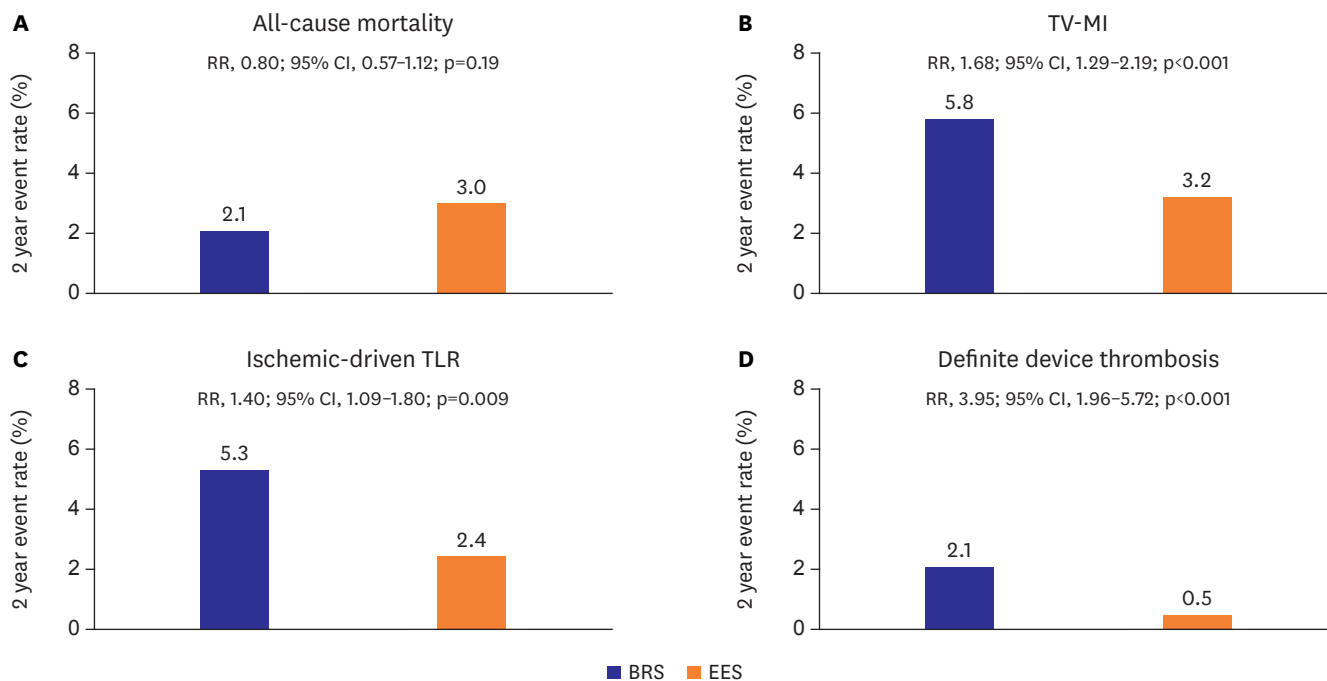 A
All-cause mortality
RR, 0.80; 95% CI, 0.57–1.12; p=0.19
2 year event rate (%)
8
6
4
2
0
2.1
3.0
B
TV-MI
RR, 1.68; 95% CI, 1.29–2.19; p<0.001
2 year event rate (%)
8
6
4
2
0
5.8
3.2
C
Ischemic-driven TLR
RR, 1.40; 95% CI, 1.09–1.80; p=0.009
2 year event rate (%)
8
6
4
2
0
5.3
2.4
D
Definite device thrombosis
RR, 3.95; 95% CI, 1.96–5.72; p<0.001
2 year event rate (%)
8
6
4
2
0
2.1
0.5
BRS EES